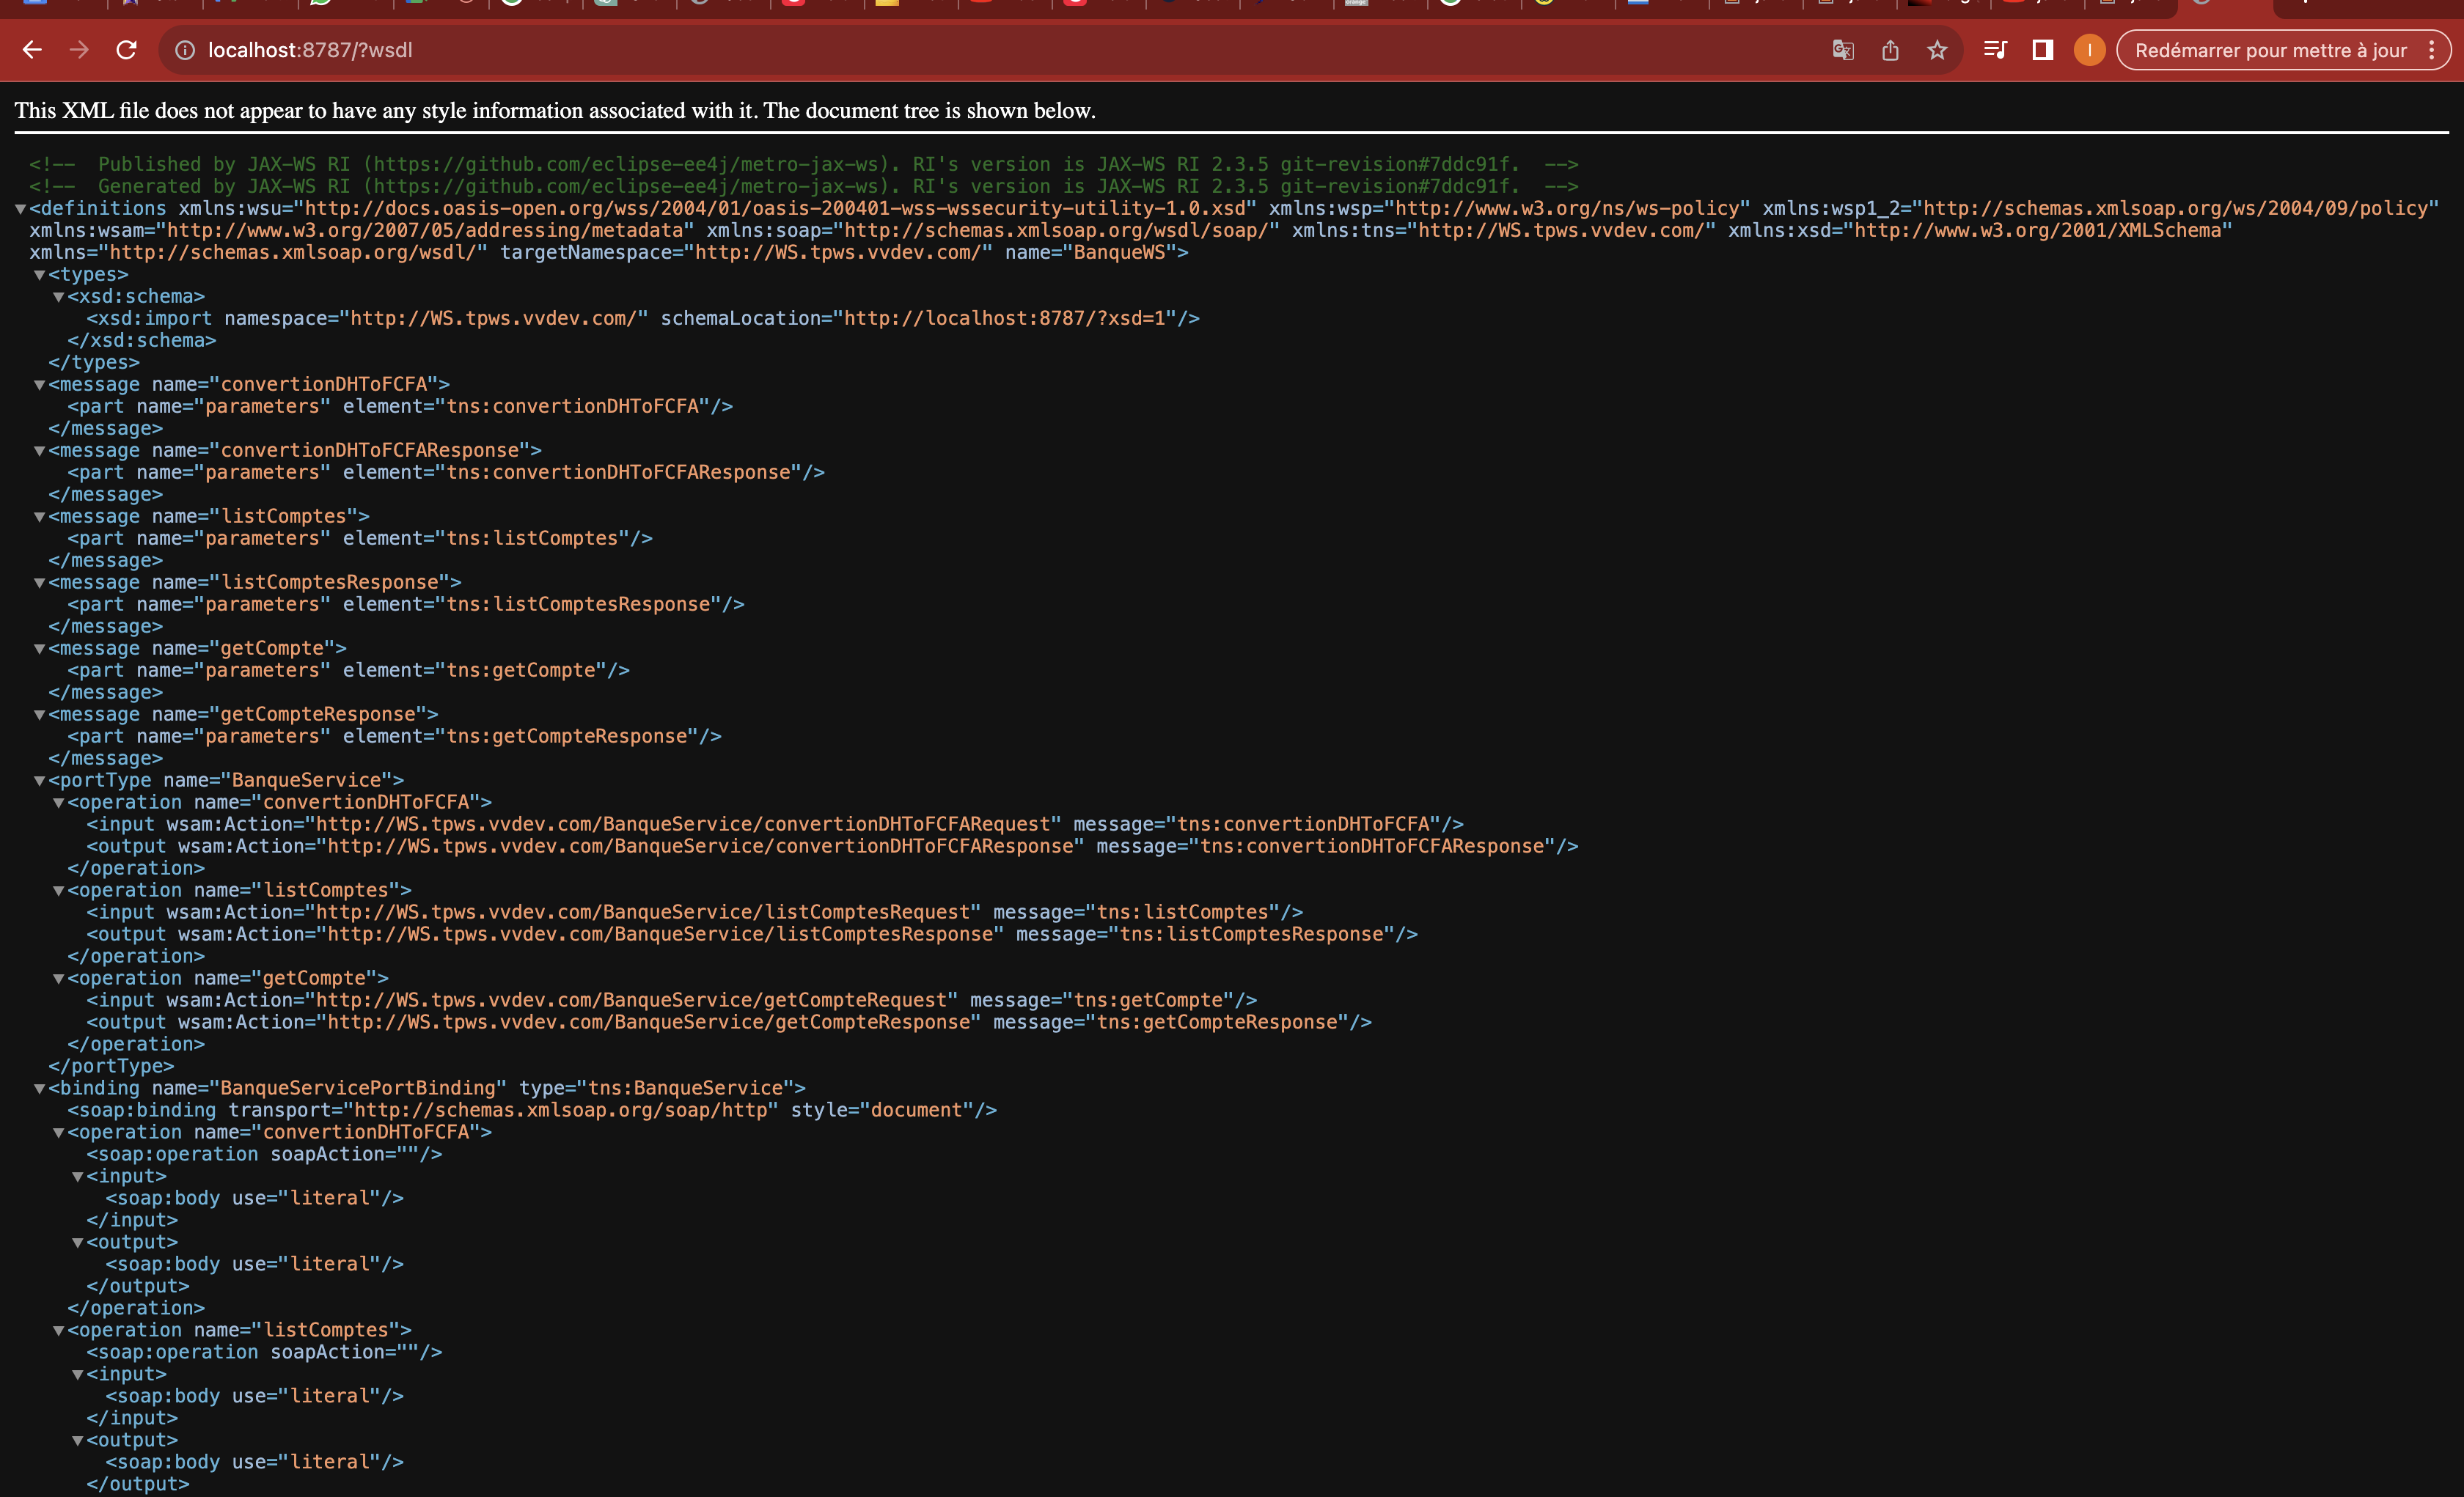 localhost:8787/?wsdl
I
Redémarrer pour mettre à jour
This XML file does not appear to have any style information associated with it. The document tree is shown below.
<!--  Published by JAX-WS RI (https://github.com/eclipse-ee4j/metro-jax-ws). RI's version is JAX-WS RI 2.3.5 git-revision#7ddc91f.  -->
<!--  Generated by JAX-WS RI (https://github.com/eclipse-ee4j/metro-jax-ws). RI's version is JAX-WS RI 2.3.5 git-revision#7ddc91f.  -->
<definitions xmlns:wsu="http://docs.oasis-open.org/wss/2004/01/oasis-200401-wss-wssecurity-utility-1.0.xsd" xmlns:wsp="http://www.w3.org/ns/ws-policy" xmlns:wsp1_2="http://schemas.xmlsoap.org/ws/2004/09/policy"
xmlns:wsam="http://www.w3.org/2007/05/addressing/metadata" xmlns:soap="http://schemas.xmlsoap.org/wsdl/soap/" xmlns:tns="http://WS.tpws.vvdev.com/" xmlns:xsd="http://www.w3.org/2001/XMLSchema"
xmlns="http://schemas.xmlsoap.org/wsdl/" targetNamespace="http://WS.tpws.vvdev.com/" name="BanqueWS">
<types>
<xsd:schema>
<xsd:import namespace="http://WS.tpws.vvdev.com/" schemaLocation="http://localhost:8787/?xsd=1"/>
</xsd:schema>
</types>
<message name="convertionDHToFCFA">
<part name="parameters" element="tns:convertionDHToFCFA"/>
</message>
<message name="convertionDHToFCFAResponse">
<part name="parameters" element="tns:convertionDHToFCFAResponse"/>
</message>
<message name="listComptes">
<part name="parameters" element="tns:listComptes"/>
</message>
<message name="listComptesResponse">
<part name="parameters" element="tns:listComptesResponse"/>
</message>
<message name="getCompte">
<part name="parameters" element="tns:getCompte"/>
</message>
<message name="getCompteResponse">
<part name="parameters" element="tns:getCompteResponse"/>
</message>
<portType name="BanqueService">
<operation name="convertionDHToFCFA">
<input wsam:Action="http://WS.tpws.vvdev.com/BanqueService/convertionDHToFCFARequest" message="tns:convertionDHToFCFA"/>
<output wsam:Action="http://WS.tpws.vvdev.com/BanqueService/convertionDHToFCFAResponse" message="tns:convertionDHToFCFAResponse"/>
</operation>
<operation name="listComptes">
<input wsam:Action="http://WS.tpws.vvdev.com/BanqueService/listComptesRequest" message="tns:listComptes"/>
<output wsam:Action="http://WS.tpws.vvdev.com/BanqueService/listComptesResponse" message="tns:listComptesResponse"/>
</operation>
<operation name="getCompte">
<input wsam:Action="http://WS.tpws.vvdev.com/BanqueService/getCompteRequest" message="tns:getCompte"/>
<output wsam:Action="http://WS.tpws.vvdev.com/BanqueService/getCompteResponse" message="tns:getCompteResponse"/>
</operation>
</portType>
<binding name="BanqueServicePortBinding" type="tns:BanqueService">
<soap:binding transport="http://schemas.xmlsoap.org/soap/http" style="document"/>
<operation name="convertionDHToFCFA">
<soap:operation soapAction=""/>
<input>
<soap:body use="literal"/>
</input>
<output>
<soap:body use="literal"/>
</output>
</operation>
<operation name="listComptes">
<soap:operation soapAction=""/>
<input>
<soap:body use="literal"/>
</input>
<output>
<soap:body use="literal"/>
</output>